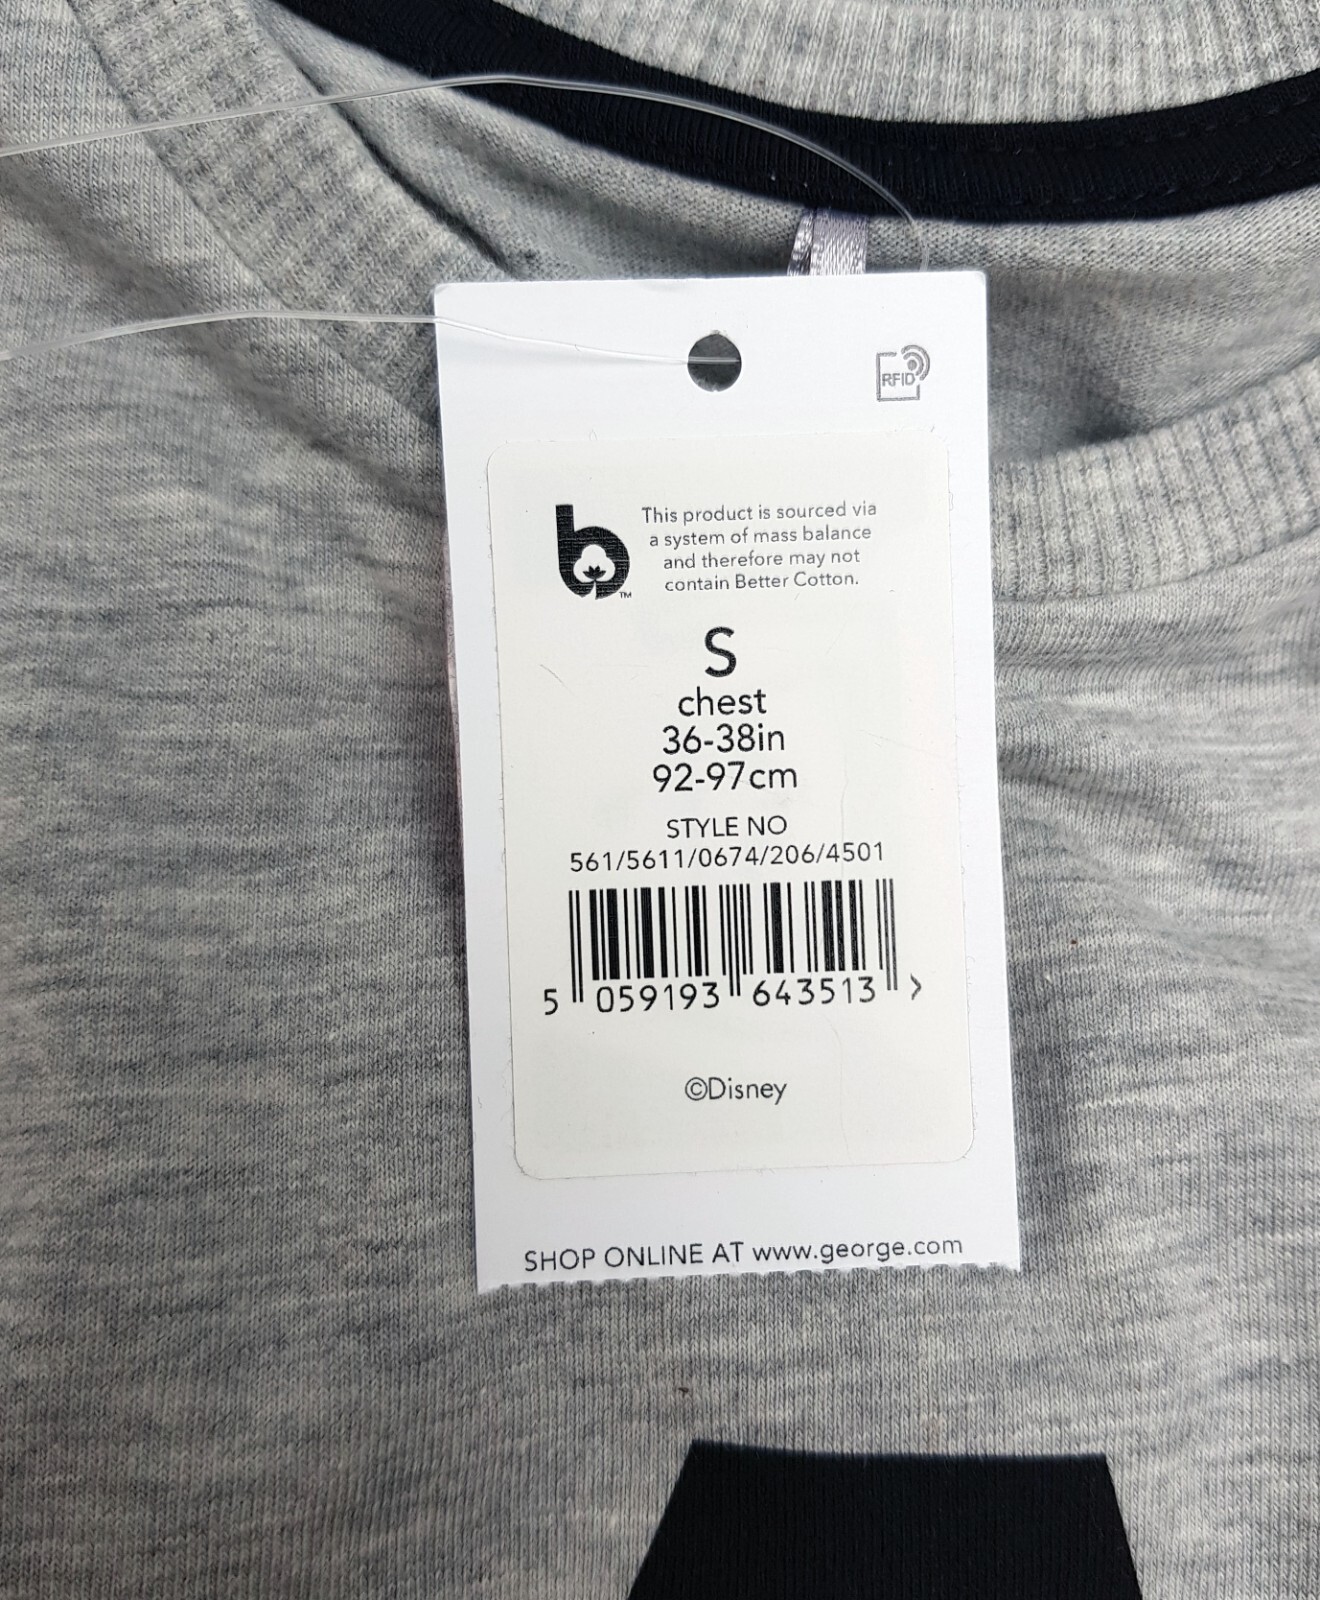 RFID
b
This product is sourced via
a system of mass balance
and therefore may not
contain Better Cotton.
TM
S
chest
36-38in
92-97cm
STYLE NO
561/5611/0674/206/4501
5 059193 643513 >
©Disney
SHOP ONLINE AT www.george.com